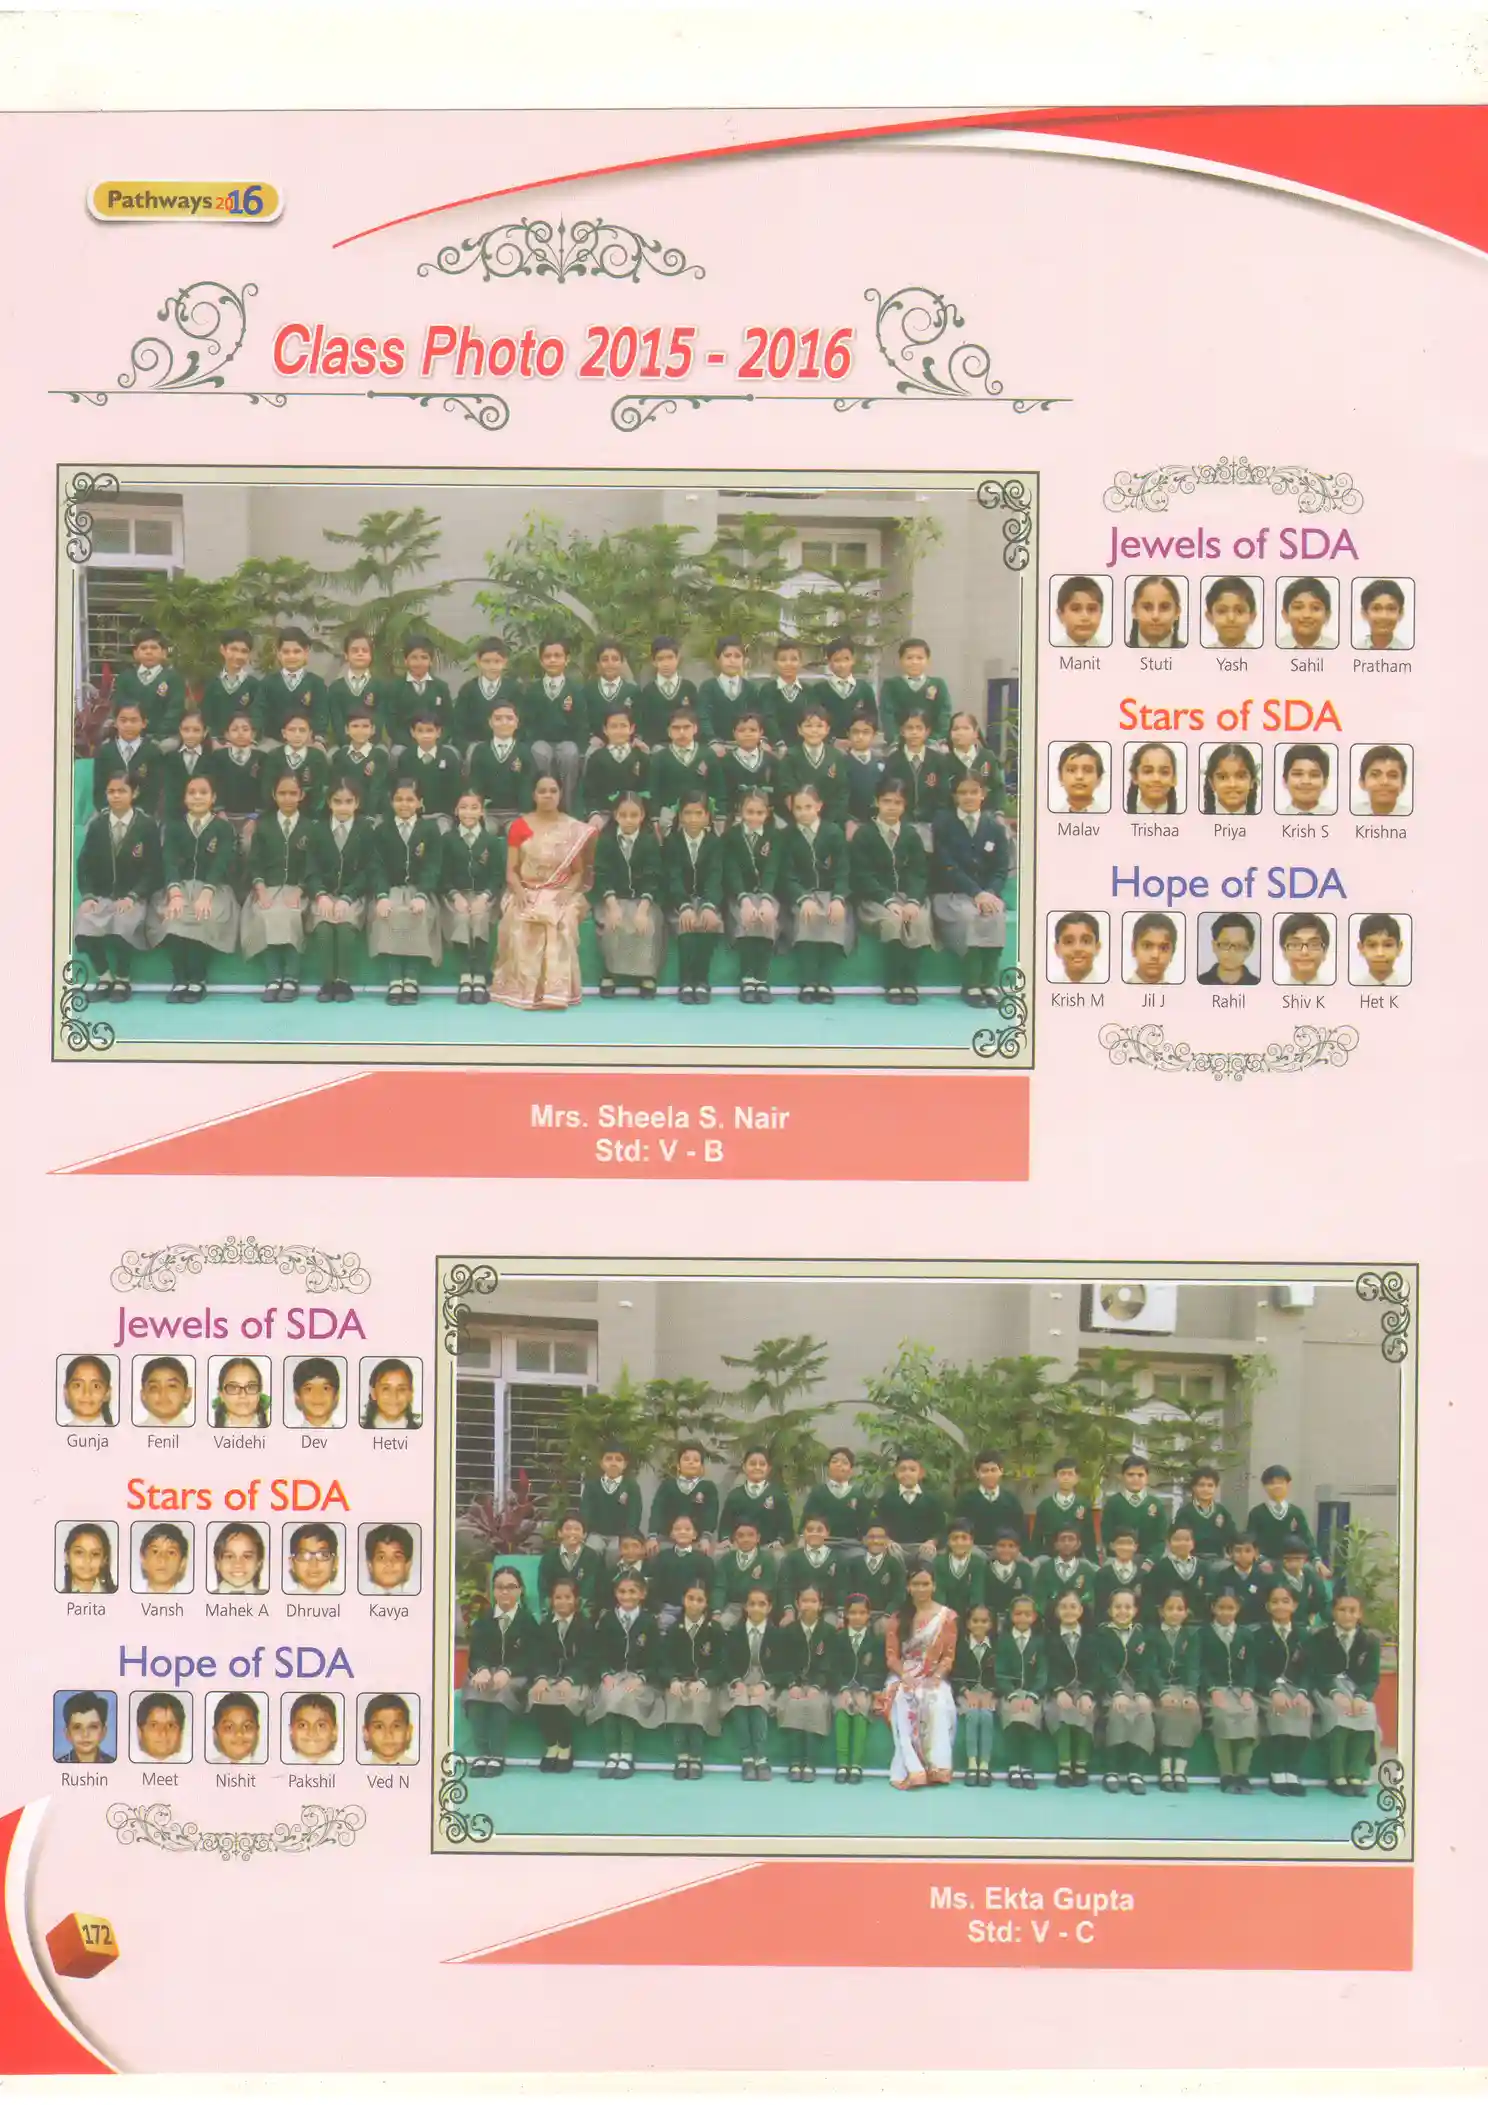 Pathways 2016
Class Photo 2015 - 2016
Jewels of SDA
Manit Stuti Yash Sahil Pratham
Stars of SDA
Malav Trishaa Priya Krish S Krishna
Hope of SDA
Krish M Jil J Rahil Shiv K Het K
Mrs. Sheela S. Nair
Std: V - B
Jewels of SDA
Gunja Fenil Vaidehi Dev Hetvi
Stars of SDA
Parita Vansh Mahek A Dhruval Kavya
Hope of SDA
Rushin Meet Nishit Pakshil Ved N
Ms. Ekta Gupta
Std: V - C
172